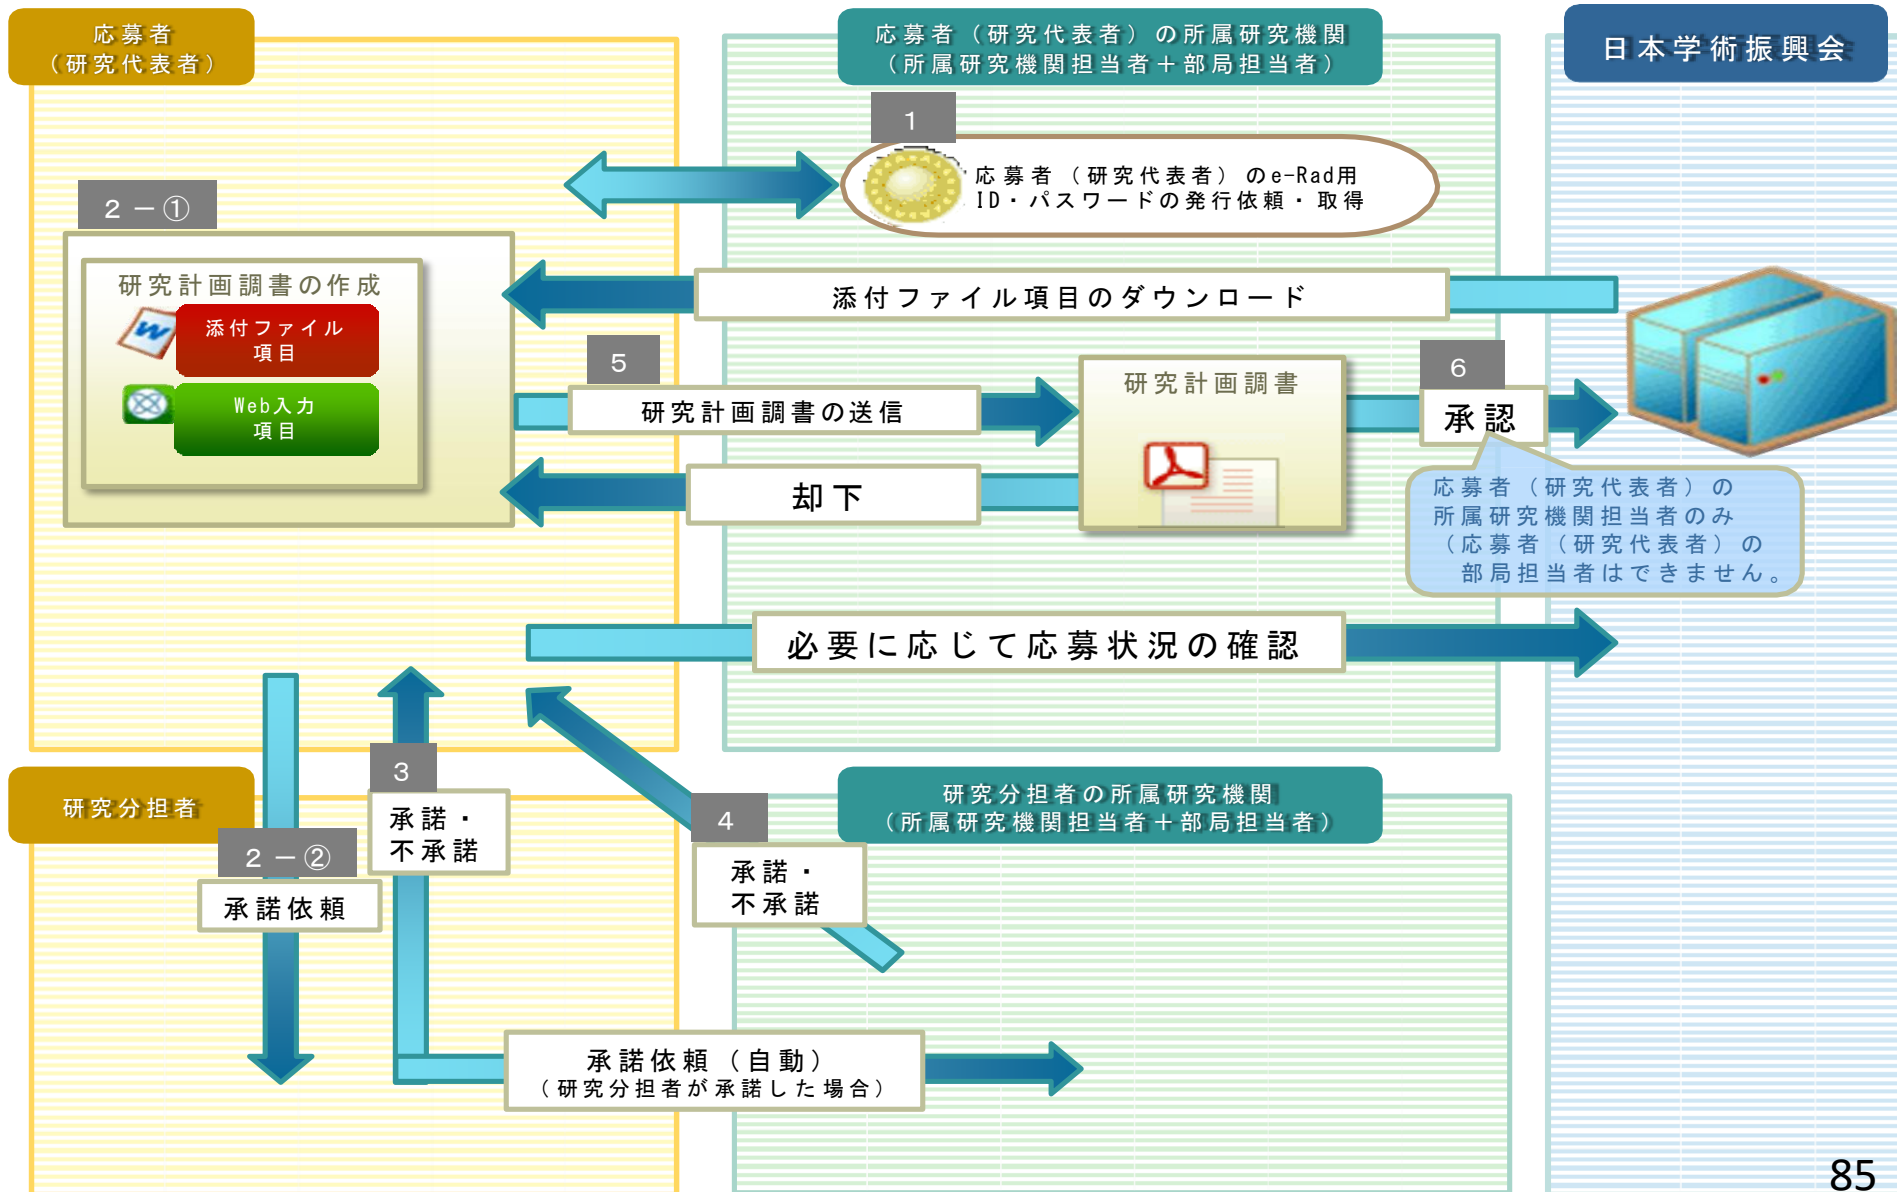 応募者
（研究代表者）
応募者（研究代表者）の所属研究機関
（所属研究機関担当者＋部局担当者）
日本学術振興会
1
応募者（研究代表者）のe-Rad用
ID・パスワードの発行依頼・取得
2－①
研究計画調書の作成
添付ファイル
項目
Web入力
項目
添付ファイル項目のダウンロード
5
研究計画調書の送信
研究計画調書
6
承認
却下
応募者（研究代表者）の
所属研究機関担当者のみ
（応募者（研究代表者）の
部局担当者はできません。
必要に応じて応募状況の確認
研究分担者
研究分担者の所属研究機関
（所属研究機関担当者＋部局担当者）
3
承諾・
不承諾
2－②
承諾依頼
4
承諾・
不承諾
承諾依頼（自動）
（研究分担者が承諾した場合）
85